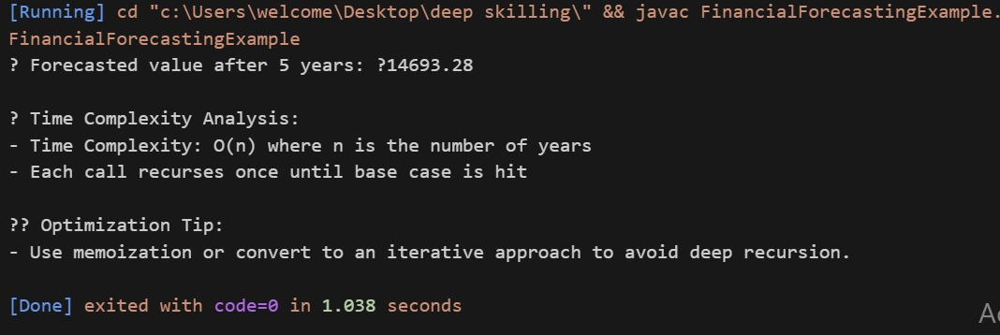 [Running] cd "c:\Users\welcome\Desktop\deep skilling\" && javac FinancialForecastingExample.
FinancialForecastingExample
? Forecasted value after 5 years: ?14693.28
? Time Complexity Analysis:
- Time Complexity: O(n) where n is the number of years
- Each call recurses once until base case is hit
?? Optimization Tip:
- Use memoization or convert to an iterative approach to avoid deep recursion.
[Done] exited with code=0 in 1.038 seconds